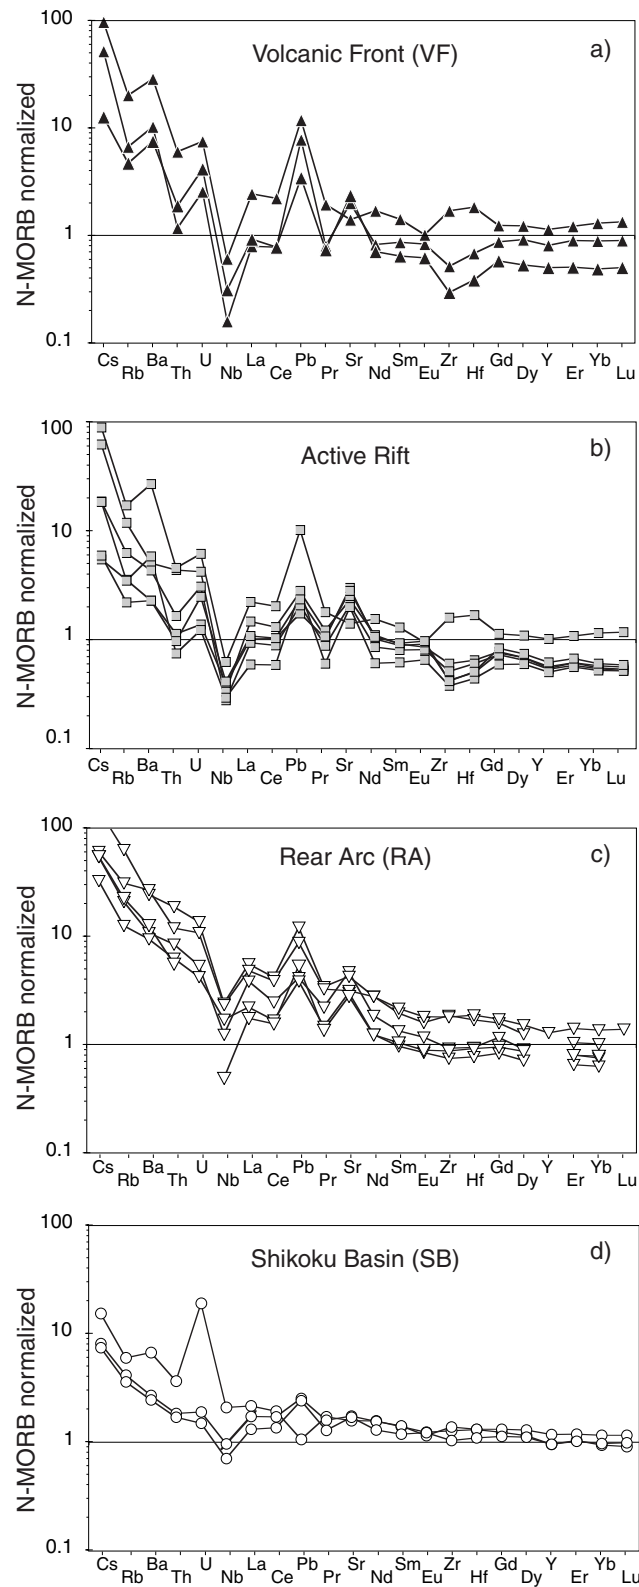 100
10
1
0.1
N-MORB normalized
Volcanic Front (VF)
a)
Cs Ba U La Pb Sr Sm Zr Gd Y Yb
Rb Th Nb Ce Pr Nd Eu Hf Dy Er Lu
100
10
1
0.1
N-MORB normalized
Active Rift
b)
Cs Ba U La Pb Sr Sm Zr Gd Y Yb
Rb Th Nb Ce Pr Nd Eu Hf Dy Er Lu
100
10
1
0.1
N-MORB normalized
Rear Arc (RA)
c)
Cs Ba U La Pb Sr Sm Zr Gd Y Yb
Rb Th Nb Ce Pr Nd Eu Hf Dy Er Lu
100
10
1
0.1
N-MORB normalized
Shikoku Basin (SB)
d)
Cs Ba U La Pb Sr Sm Zr Gd Y Yb
Rb Th Nb Ce Pr Nd Eu Hf Dy Er Lu